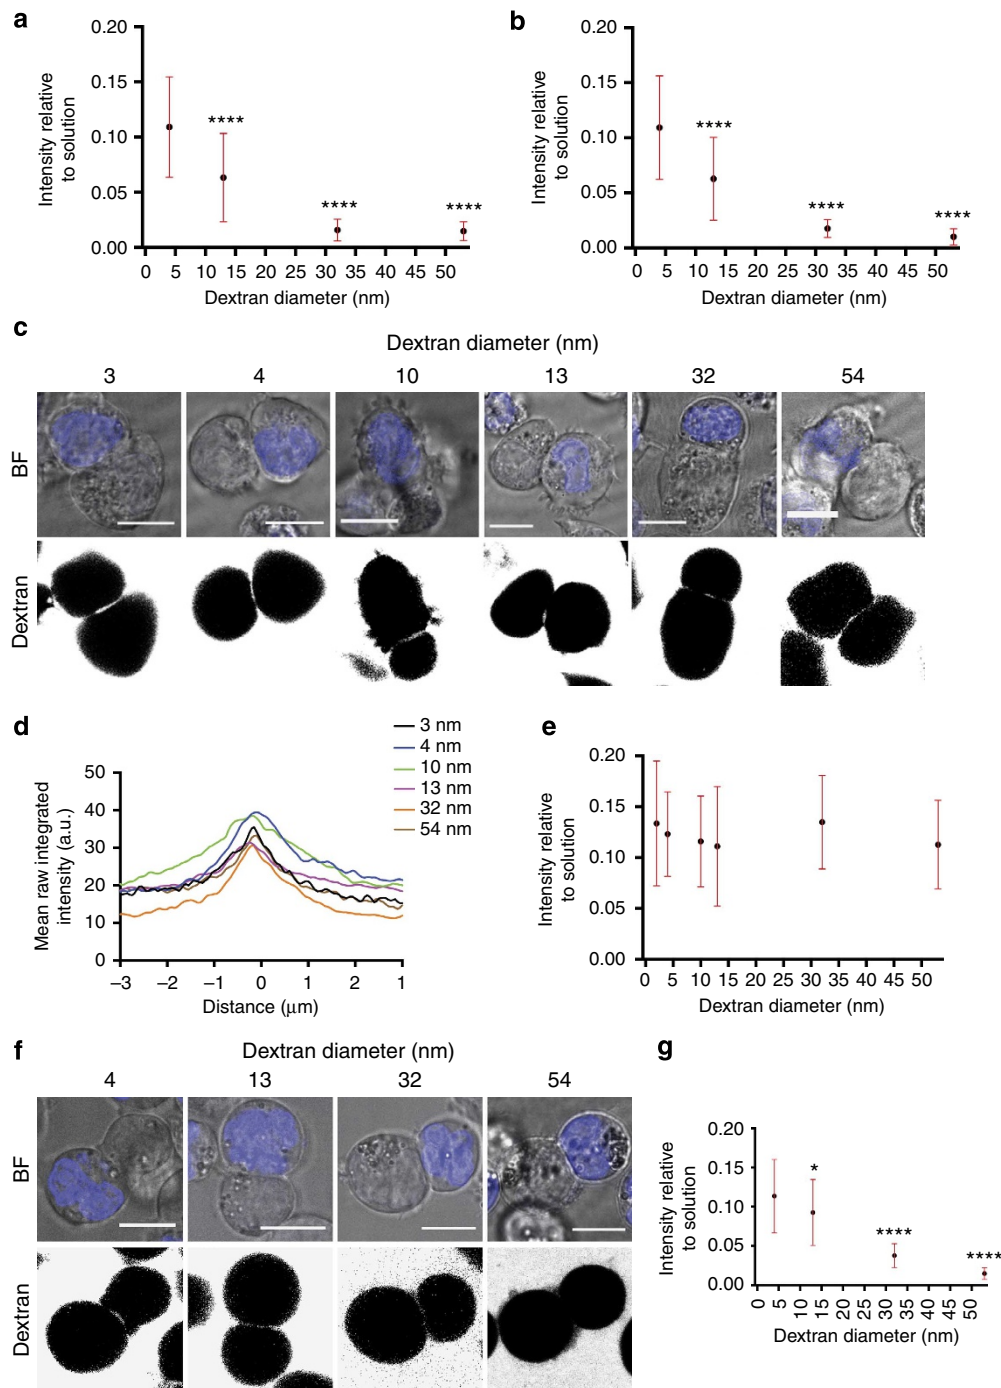 a
0.20
0.15
0.10
0.05
0.00
Intensity relative
to solution
****
****
****
0 5 10 15 20 25 30 35 40 45 50
Dextran diameter (nm)
b
0.20
0.15
0.10
0.05
0.00
Intensity relative
to solution
****
****
****
0 5 10 15 20 25 30 35 40 45 50
Dextran diameter (nm)
c
Dextran diameter (nm)
3 4 10 13 32 54
BF
Dextran
d
3 nm
4 nm
10 nm
13 nm
32 nm
54 nm
50
40
30
20
10
0
Mean raw integrated
intensity (a.u.)
–3 –2 –1 0 1 2 1
Distance (μm)
e
0.20
0.15
0.10
0.05
0.00
Intensity relative
to solution
0 5 10 15 20 25 30 35 40 45 50
Dextran diameter (nm)
f
Dextran diameter (nm)
4 13 32 54
BF
Dextran
g
0.20
0.15
0.10
0.05
0.00
Intensity relative
to solution
*
****
****
0 5 10 15 20 25 30 35 40 45 50
Dextran diameter (nm)